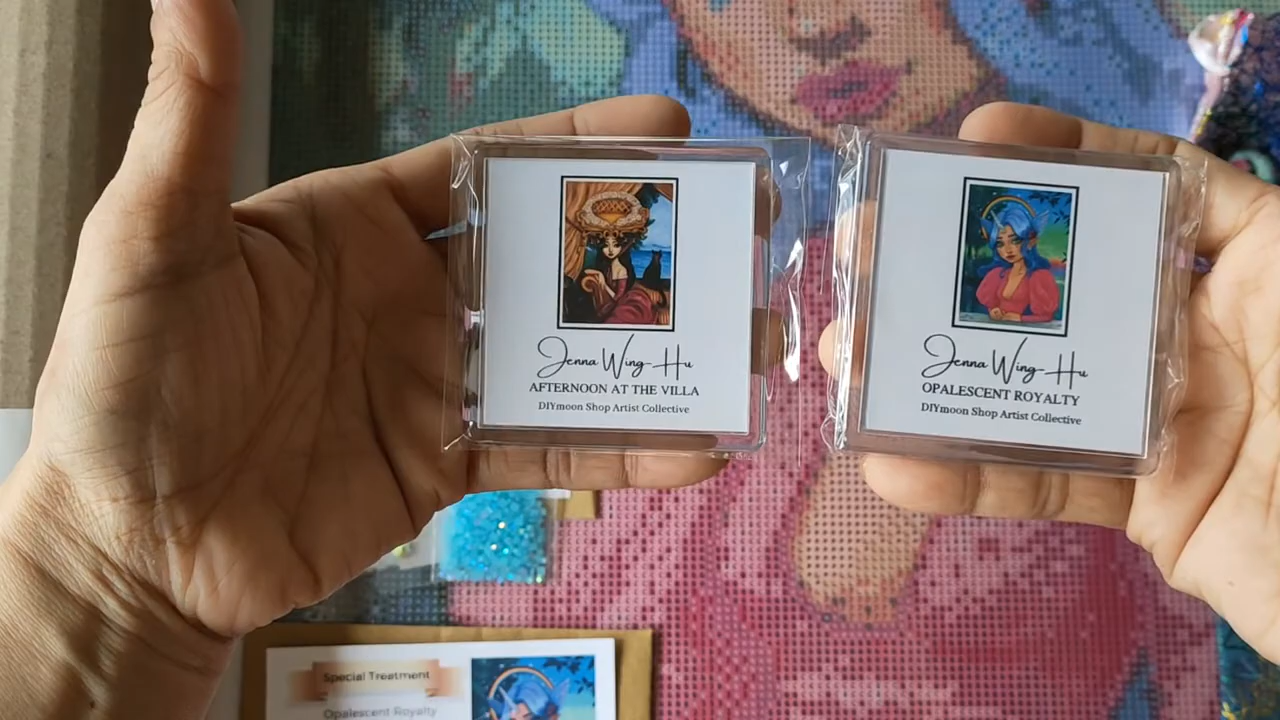 Jenna Wing-Hu
AFTERNOON AT THE VILLA
DIYmoon Shop Artist Collective
Jenna Wing-Hu
OPALESCENT ROYALTY
DIYmoon Shop Artist Collective
Special Treatment
Opalescent Royalty